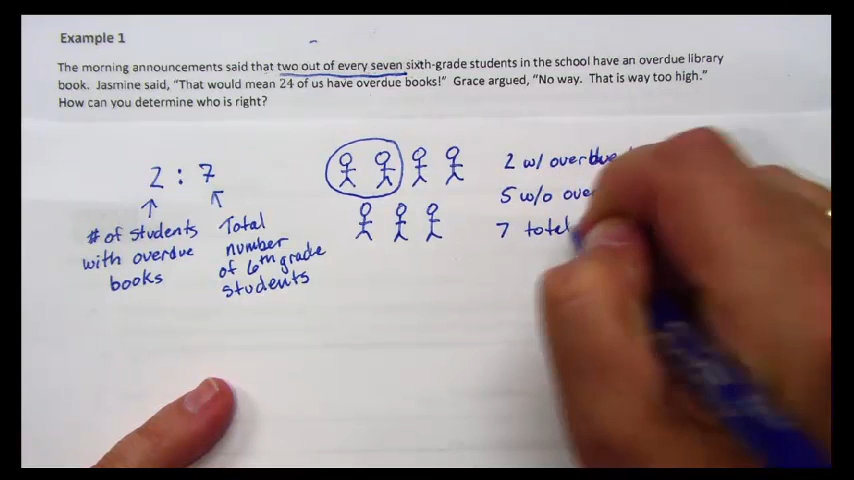 Example 1
The morning announcements said that two out of every seven sixth-grade students in the school have an overdue library
book. Jasmine said, “That would mean 24 of us have overdue books!” Grace argued, “No way. That is way too high.”
How can you determine who is right?
2 : 7
# of students
with overdue
books
Total
number
of 6th grade
students
2 w/ overdue
5 w/o
7 total